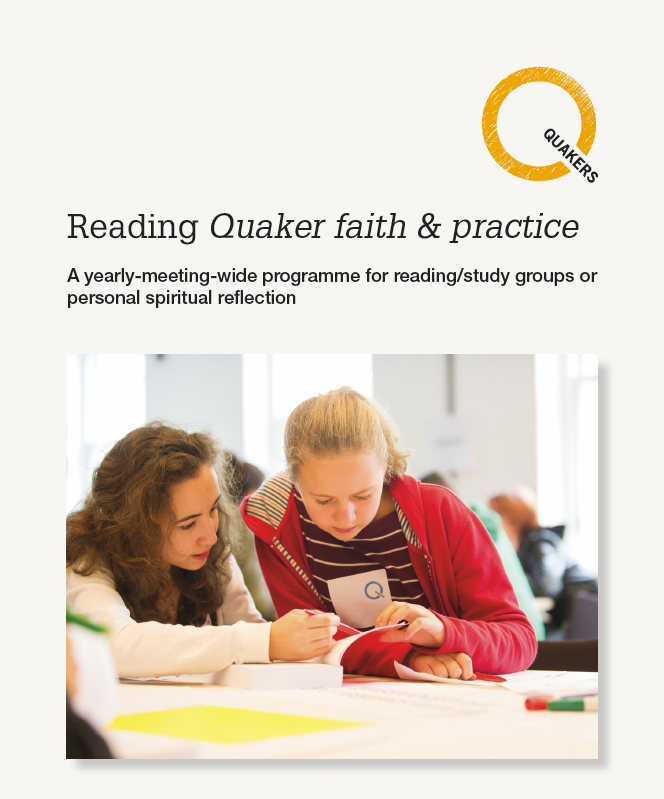 QUAKERS
Reading Quaker faith & practice
A yearly-meeting-wide programme for reading/study groups or
personal spiritual reflection
Q